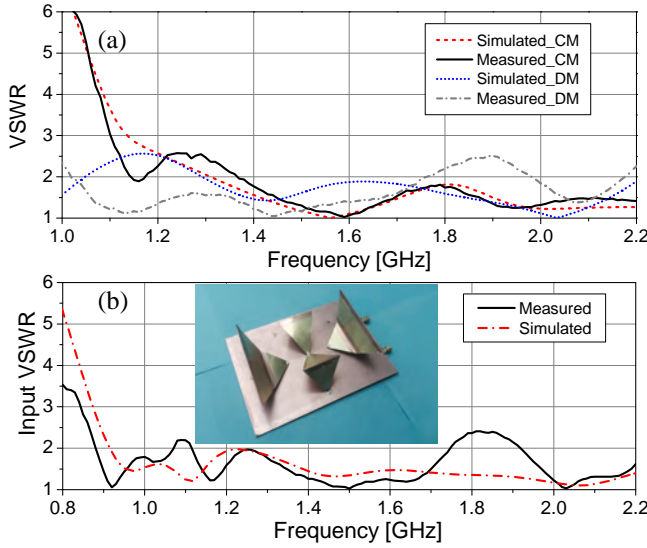 6
5
4
3
2
1
VSWR
(a)
Simulated_CM
Measured_CM
Simulated_DM
Measured_DM
1.0 1.2 1.4 1.6 1.8 2.0 2.2
Frequency [GHz]
6
5
4
3
2
1
Input VSWR
(b)
Measured
Simulated
0.8 1.0 1.2 1.4 1.6 1.8 2.0 2.2
Frequency [GHz]